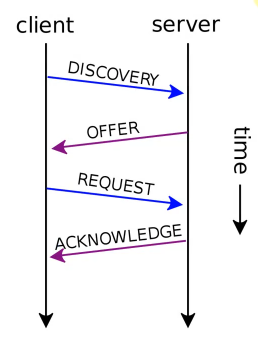 client
server
DISCOVERY
OFFER
REQUEST
ACKNOWLEDGE
time